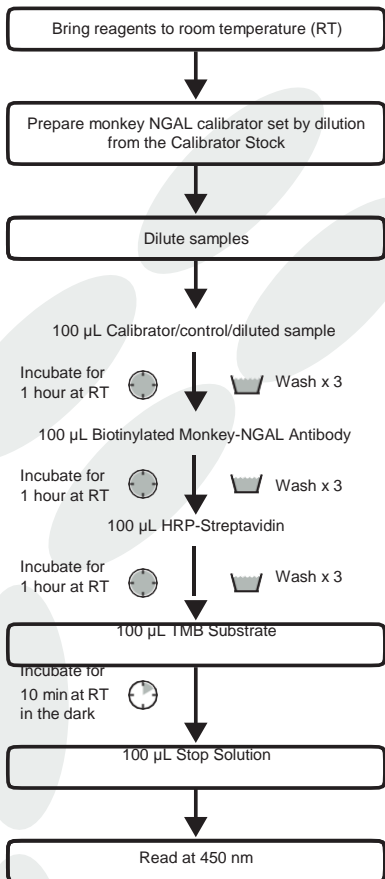 Bring reagents to room temperature (RT)
Prepare monkey NGAL calibrator set by dilution
from the Calibrator Stock
Dilute samples
100 µL Calibrator/control/diluted sample
Incubate for
1 hour at RT
Wash x 3
100 µL Biotinylated Monkey-NGAL Antibody
Incubate for
1 hour at RT
Wash x 3
100 µL HRP-Streptavidin
Incubate for
1 hour at RT
Wash x 3
100 µL TMB Substrate
Incubate for
10 min at RT
in the dark
100 µL Stop Solution
Read at 450 nm